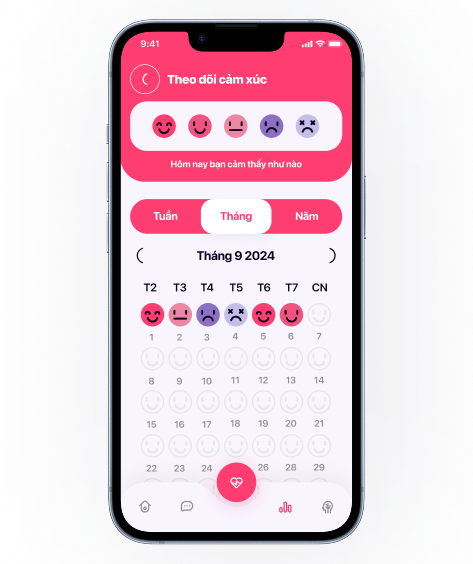 9:41
Theo dõi cảm xúc
Hôm nay bạn cảm thấy như nào
Tuần Tháng Năm
Tháng 9 2024
T2 T3 T4 T5 T6 T7 CN
1 2 3 4 5 6 7
8 9 10 11 12 13 14
15 16 17 18 19 20 21
22 23 24 26 28 29